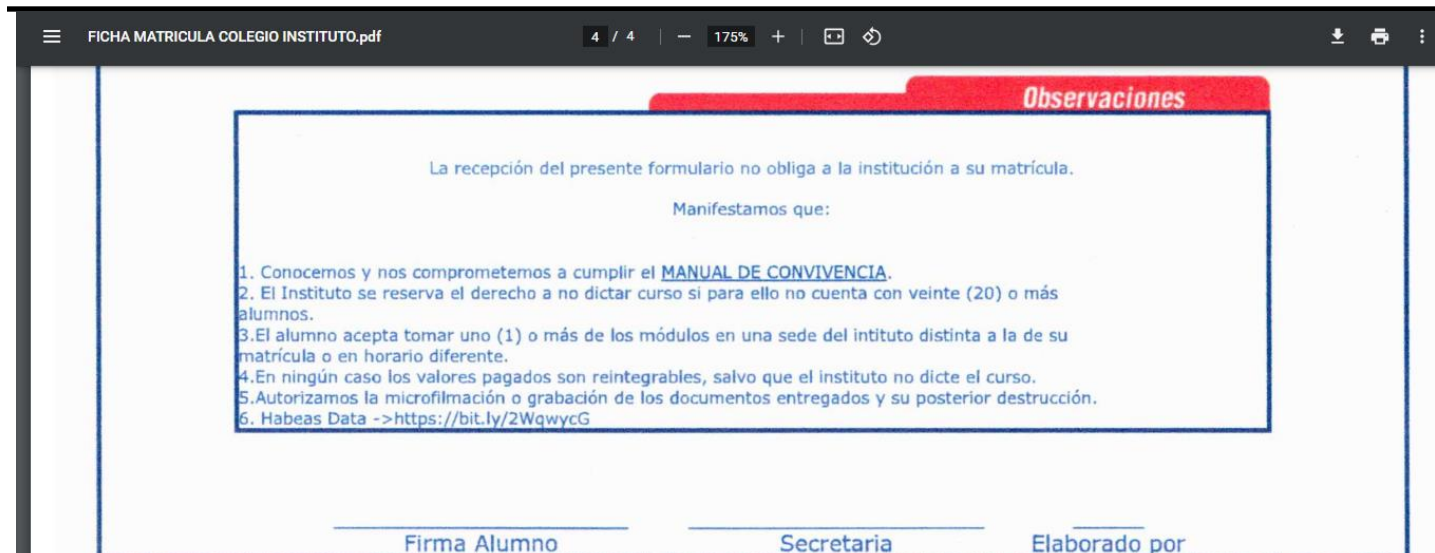 FICHA MATRICULA COLEGIO INSTITUTO.pdf
4 / 4
175%
Observaciones
La recepción del presente formulario no obliga a la institución a su matrícula.
Manifestamos que:
1. Conocemos y nos comprometemos a cumplir el MANUAL DE CONVIVENCIA.
2. El Instituto se reserva el derecho a no dictar curso si para ello no cuenta con veinte (20) o más
alumnos.
3.El alumno acepta tomar uno (1) o más de los módulos en una sede del intituto distinta a la de su
matrícula o en horario diferente.
4.En ningún caso los valores pagados son reintegrables, salvo que el instituto no dicte el curso.
5.Autorizamos la microfilmación o grabación de los documentos entregados y su posterior destrucción.
6. Habeas Data ->https://bit.ly/2WqwycG
Firma Alumno
Secretaria
Elaborado por